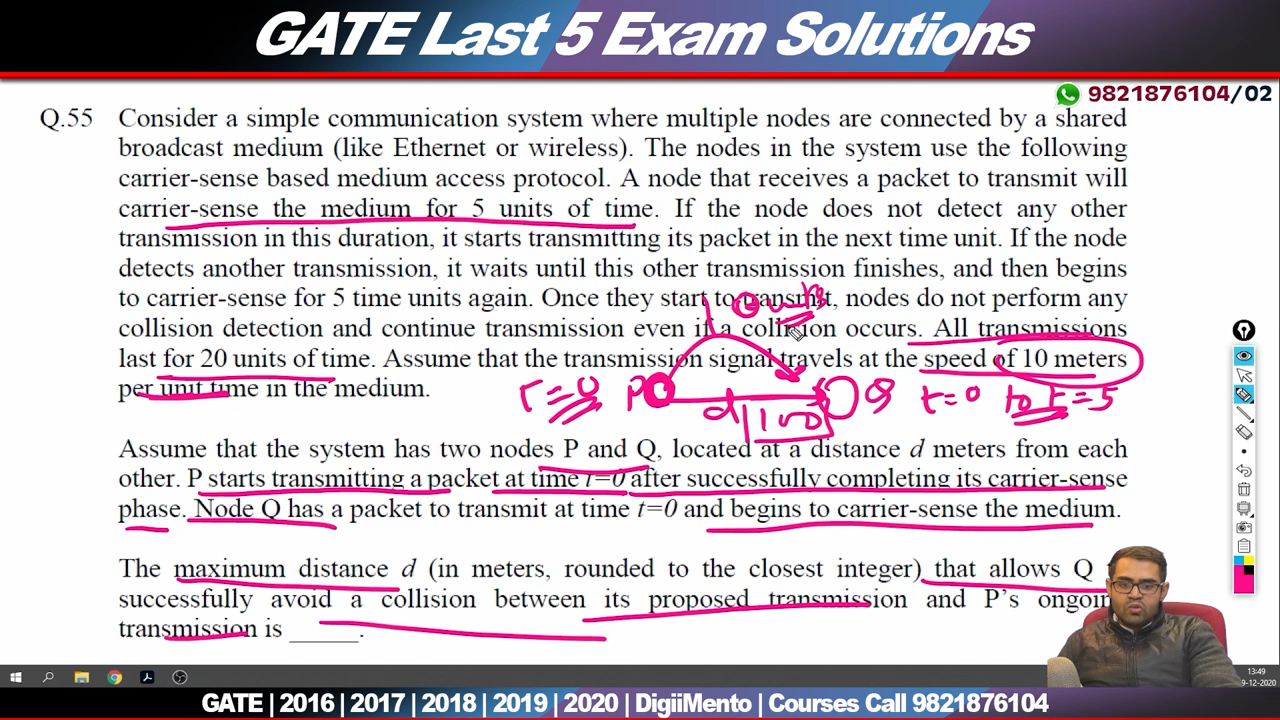 GATE Last 5 Exam Solutions
9821876104/02
Q.55 Consider a simple communication system where multiple nodes are connected by a shared
broadcast medium (like Ethernet or wireless). The nodes in the system use the following
carrier-sense based medium access protocol. A node that receives a packet to transmit will
carrier-sense the medium for 5 units of time. If the node does not detect any other
transmission in this duration, it starts transmitting its packet in the next time unit. If the node
detects another transmission, it waits until this other transmission finishes, and then begins
to carrier-sense for 5 time units again. Once they start to transmit, nodes do not perform any
collision detection and continue transmission even if a collision occurs. All transmissions
last for 20 units of time. Assume that the transmission signal travels at the speed of 10 meters
per unit time in the medium.
t=0 P d Q t=0 to t=5
Assume that the system has two nodes P and Q, located at a distance d meters from each
other. P starts transmitting a packet at time t=0 after successfully completing its carrier-sense
phase. Node Q has a packet to transmit at time t=0 and begins to carrier-sense the medium.
The maximum distance d (in meters, rounded to the closest integer) that allows Q
successfully avoid a collision between its proposed transmission and P's ongoin
transmission is _____.
13:49
9-12-2020
GATE | 2016 | 2017 | 2018 | 2019 | 2020 | DigiiMento | Courses Call 9821876104